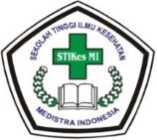 SEKOLAH TINGGI ILMU KESEHATAN
STIKes MI
MEDISTRA INDONESIA